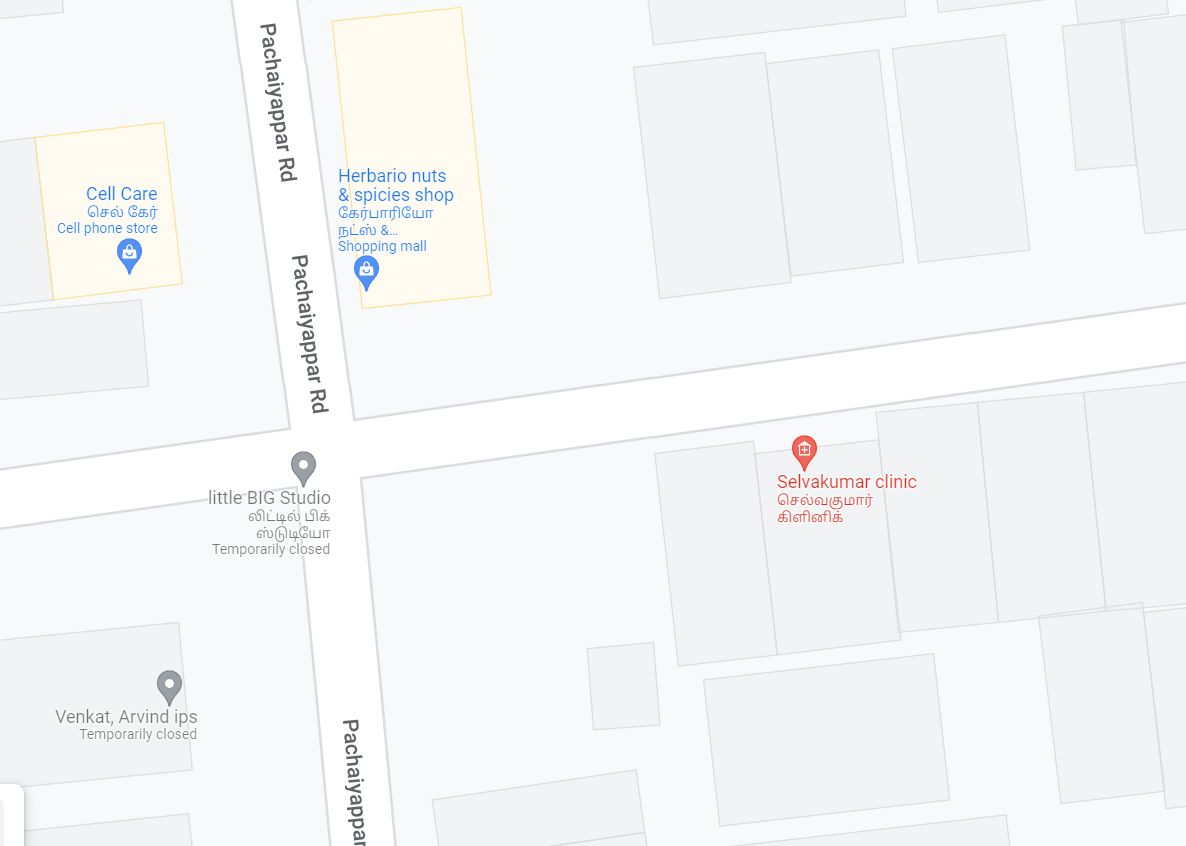 Pachaiyappar Rd
Herbario nuts
& spicies shop
கேர்பாரியோ
நட்ஸ் &...
Shopping mall
Cell Care
செல் கேர்
Cell phone store
Pachaiyappar Rd
little BIG Studio
லிட்டில் பிக்
ஸ்டுடியோ
Temporarily closed
Selvakumar clinic
செல்வகுமார்
கிளினிக்
Venkat, Arvind ips
Temporarily closed
Pachaiyappar